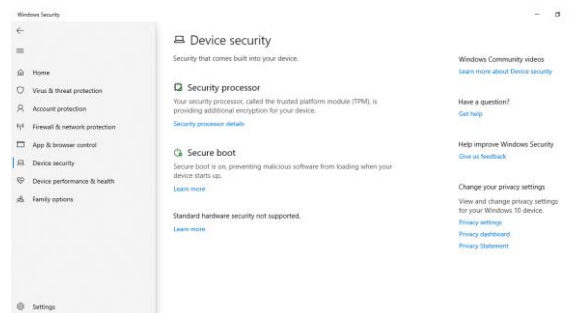 Windows Security
Home
Virus & threat protection
Account protection
Firewall & network protection
App & browser control
Device security
Device performance & health
Family options
Settings
Device security
Security that comes built into your device.
Security processor
Your security processor, called the trusted platform module (TPM), is
providing additional encryption for your device.
Security processor details
Secure boot
Secure boot is on, preventing malicious software from loading when your
device starts up.
Learn more
Standard hardware security not supported.
Learn more
Windows Community videos
Learn more about Device security
Have a question?
Get help
Help improve Windows Security
Give us feedback
Change your privacy settings
View and change privacy settings
for your Windows 10 device.
Privacy settings
Privacy dashboard
Privacy Statement